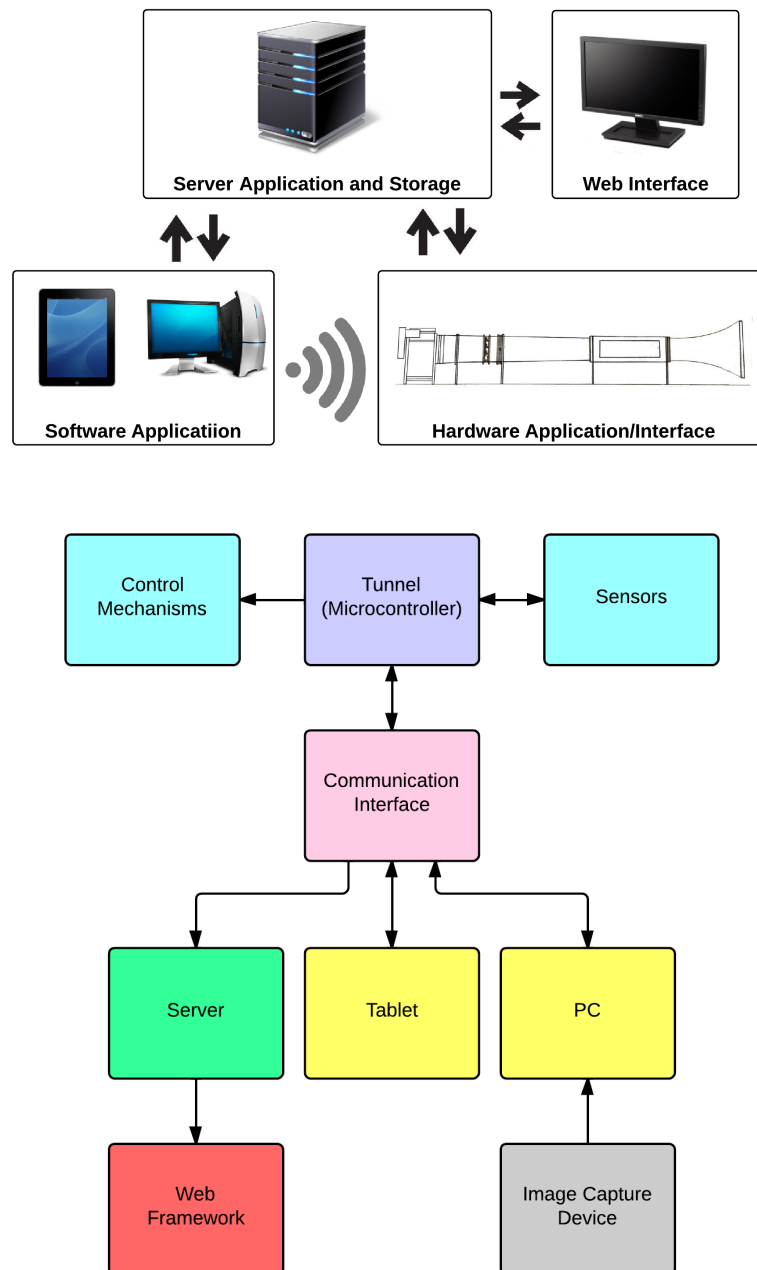 Server Application and Storage
Web Interface
Software Applicatiion
Hardware Application/Interface
Control
Mechanisms
Tunnel
(Microcontroller)
Sensors
Communication
Interface
Server
Tablet
PC
Web
Framework
Image Capture
Device